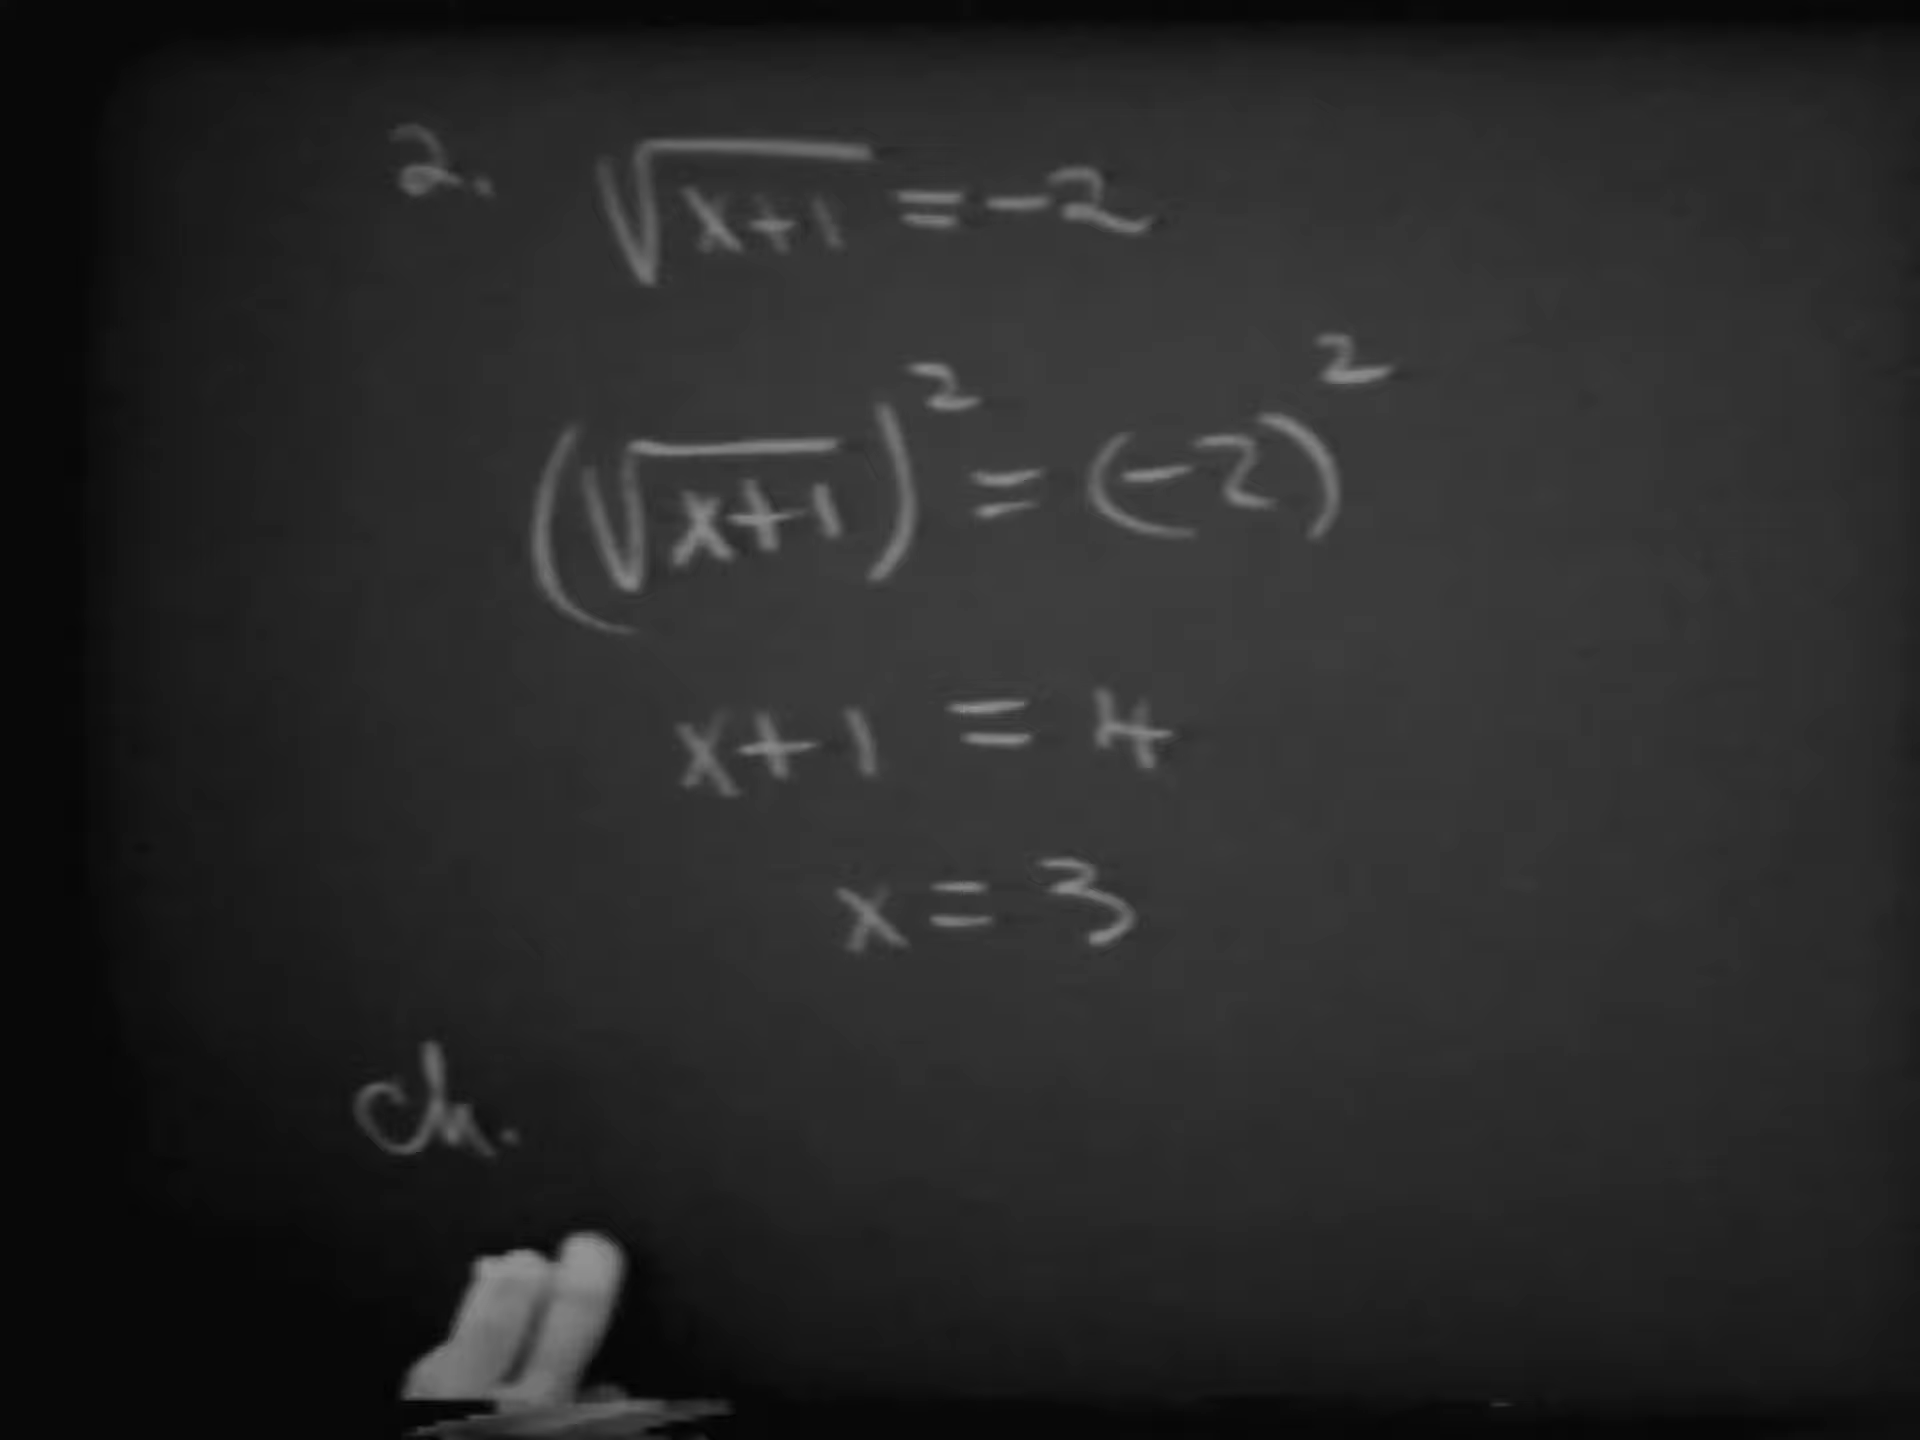 2. √(x+1) = -2
(√(x+1))² = (-2)²
x+1 = 4
x = 3
ch.